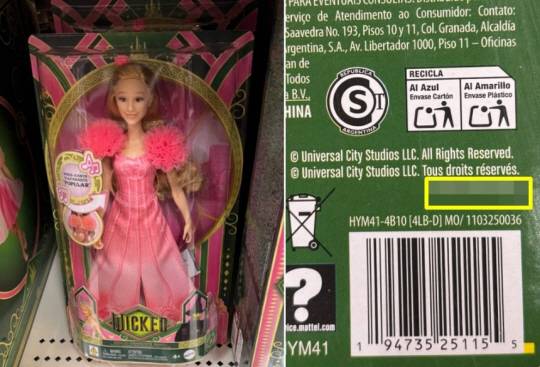 POPULAR
WICKED
4+
PARA EVENTUAIS CONSULTAS.
erviço de Atendimento ao Consumidor: Contato:
Saavedra No. 193, Pisos 10 y 11, Col. Granada, Alcaldía
rgentina, S.A., Av. Libertador 1000, Piso 11 – Oficinas
an de
Todos
a B.V.,
HINA
REPUBLICA
S
ARGENTINA
RECICLA
Al Azul
Envase Cartón
Al Amarillo
Envase Plástico
© Universal City Studios LLC. All Rights Reserved.
© Universal City Studios LLC. Tous droits réservés.
HYM41-4B10 [4LB-D] MO/ 1103250036
?
ice.mattel.com
YM41
1 94735 25115 5